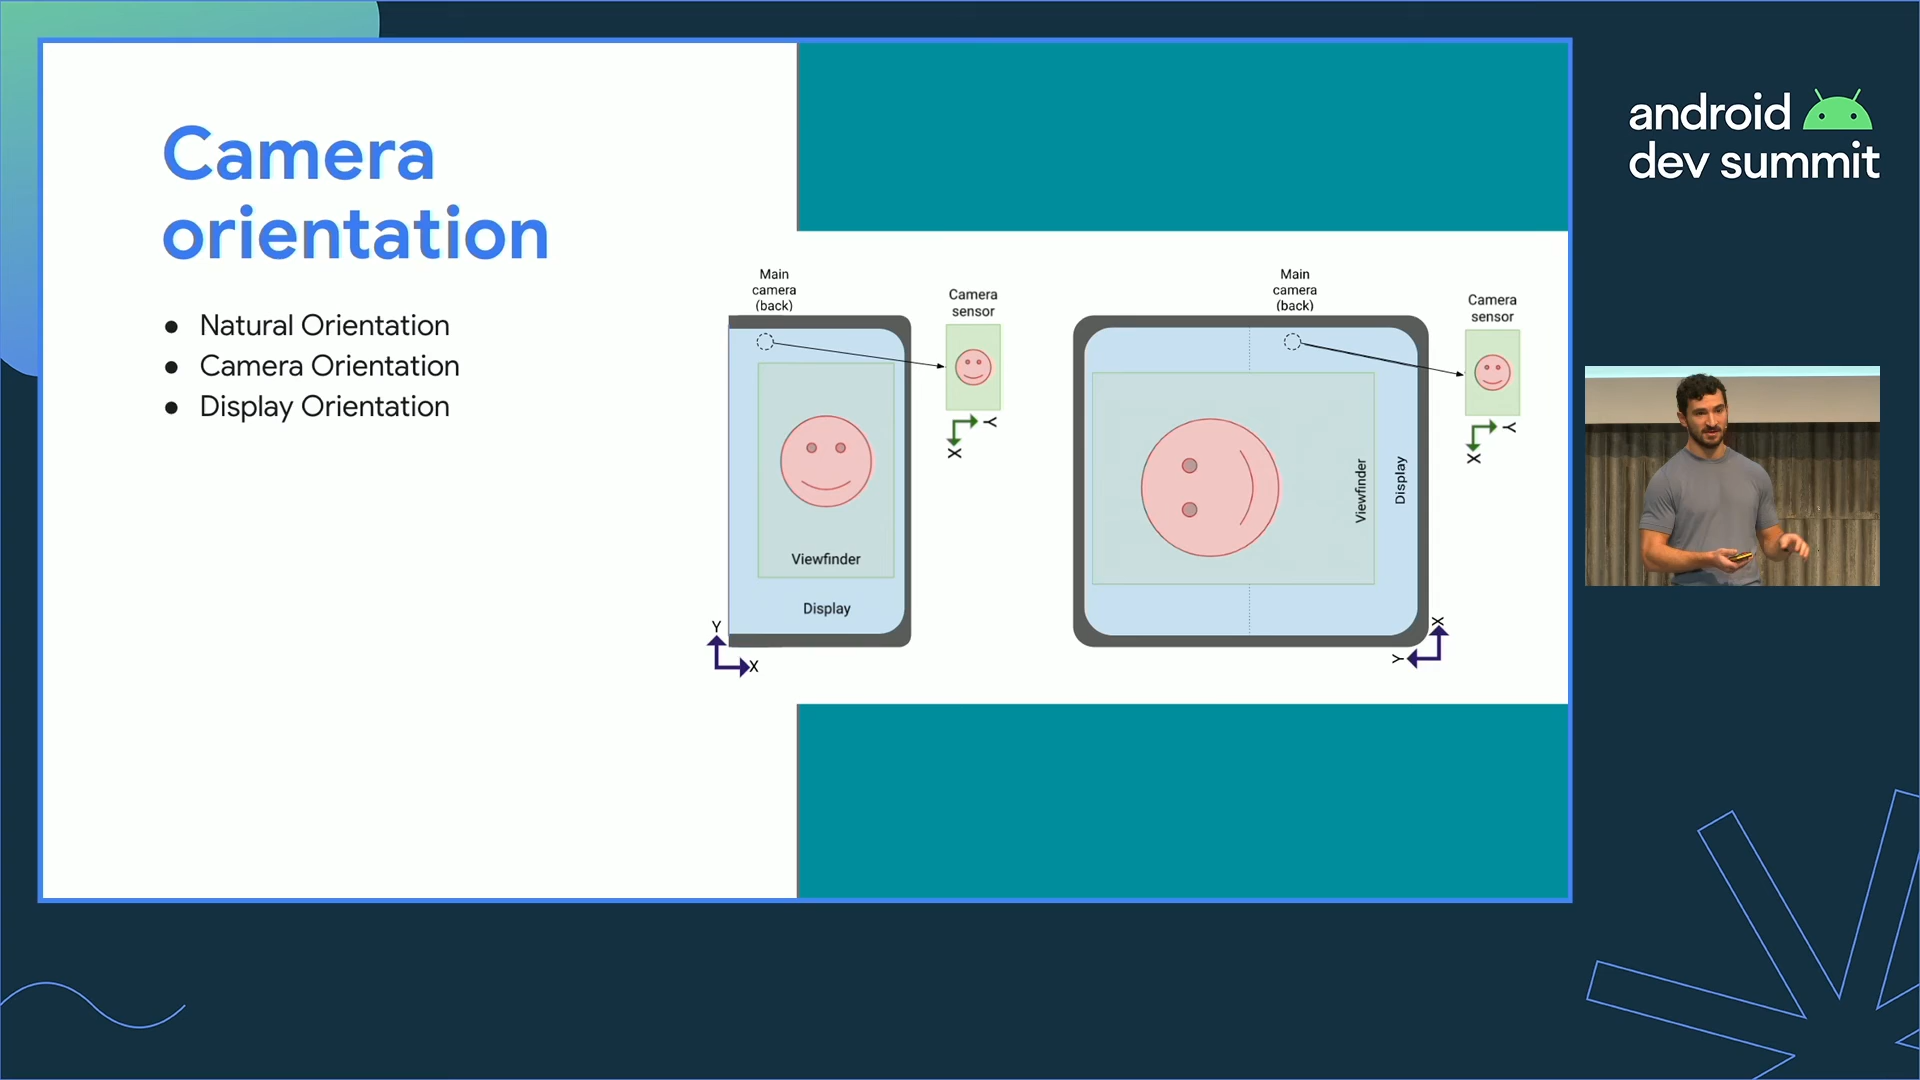 Camera
orientation
● Natural Orientation
● Camera Orientation
● Display Orientation
Main
camera
(back)
Camera
sensor
Y
X
Viewfinder
Display
Y
X
Main
camera
(back)
Camera
sensor
Y
X
Viewfinder
Display
X
Y
android
dev summit